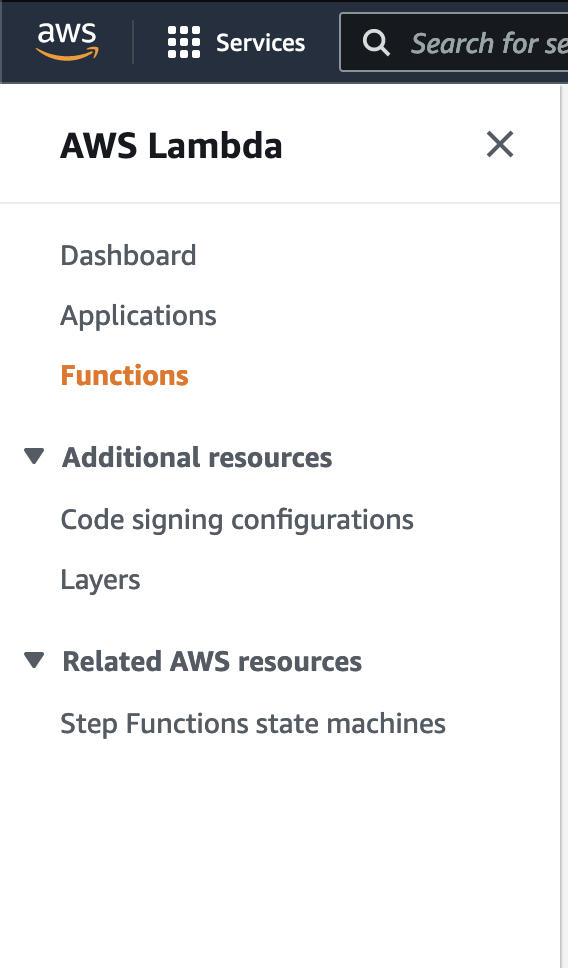 aws
Services
Search for se
AWS Lambda
Dashboard
Applications
Functions
Additional resources
Code signing configurations
Layers
Related AWS resources
Step Functions state machines